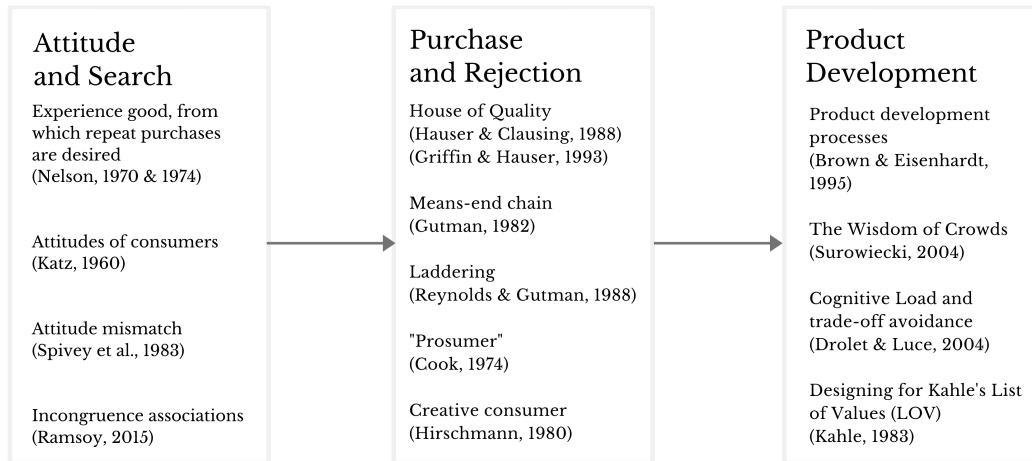 Attitude
and Search
Experience good, from
which repeat purchases
are desired
(Nelson, 1970 & 1974)
Attitudes of consumers
(Katz, 1960)
Attitude mismatch
(Spivey et al., 1983)
Incongruence associations
(Ramsoy, 2015)
Purchase
and Rejection
House of Quality
(Hauser & Clausing, 1988)
(Griffin & Hauser, 1993)
Means-end chain
(Gutman, 1982)
Laddering
(Reynolds & Gutman, 1988)
"Prosumer"
(Cook, 1974)
Creative consumer
(Hirschmann, 1980)
Product
Development
Product development
processes
(Brown & Eisenhardt,
1995)
The Wisdom of Crowds
(Surowiecki, 2004)
Cognitive Load and
trade-off avoidance
(Drolet & Luce, 2004)
Designing for Kahle's List
of Values (LOV)
(Kahle, 1983)